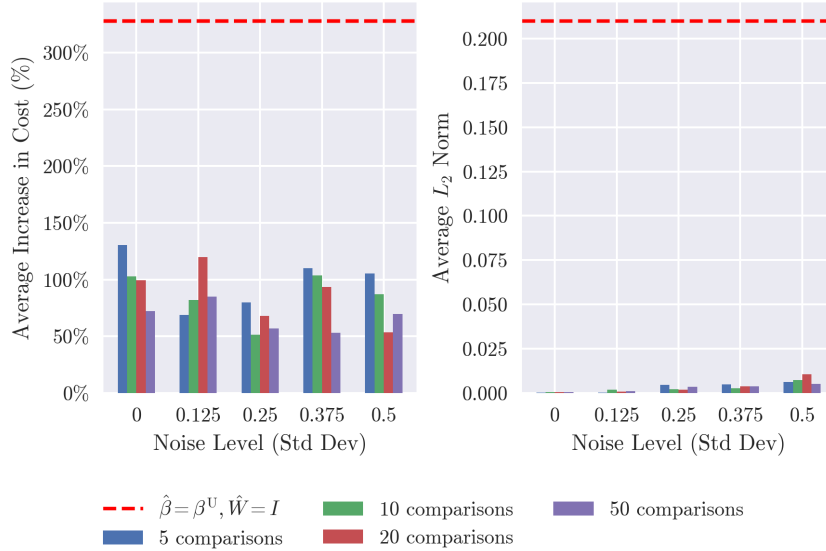 Average Increase in Cost (%)
300%
250%
200%
150%
100%
50%
0%
0 0.125 0.25 0.375 0.5
Noise Level (Std Dev)
Average L₂ Norm
0.200
0.175
0.150
0.125
0.100
0.075
0.050
0.025
0.000
0 0.125 0.25 0.375 0.5
Noise Level (Std Dev)
β̂ = βᵁ, Ŵ = I
5 comparisons
10 comparisons
20 comparisons
50 comparisons